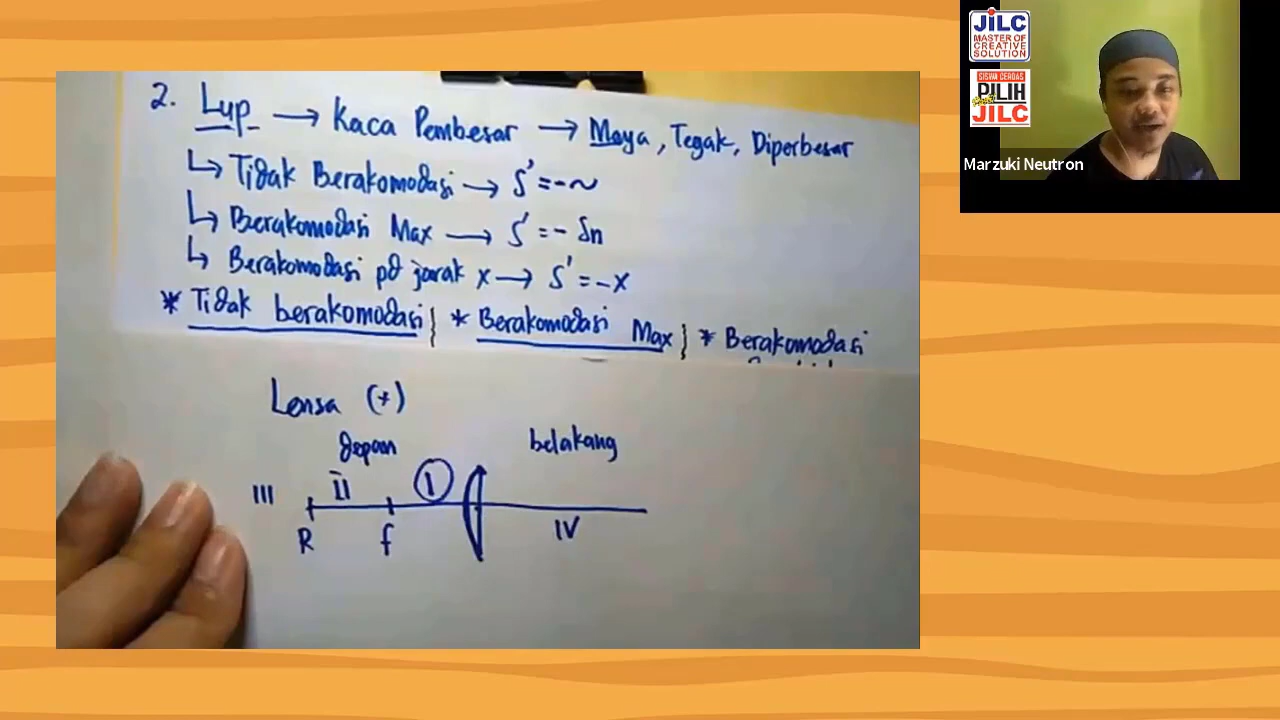 2. Lup → Kaca Pembesar → Maya, Tegak, Diperbesar
↳ Tidak Berakomodasi → S' = -~
↳ Berakomodasi Max → S' = - Sn
↳ Berakomodasi pd jarak x → S' = -x
* Tidak berakomodasi } * Berakomodasi Max } * Berakomodasi
Lensa (+)
depan belakang
III II I
R f IV
JILC
MASTER OF
CREATIVE
SOLUTION
SISWA CERDAS
PILIH
Pasti
JILC
Marzuki Neutron